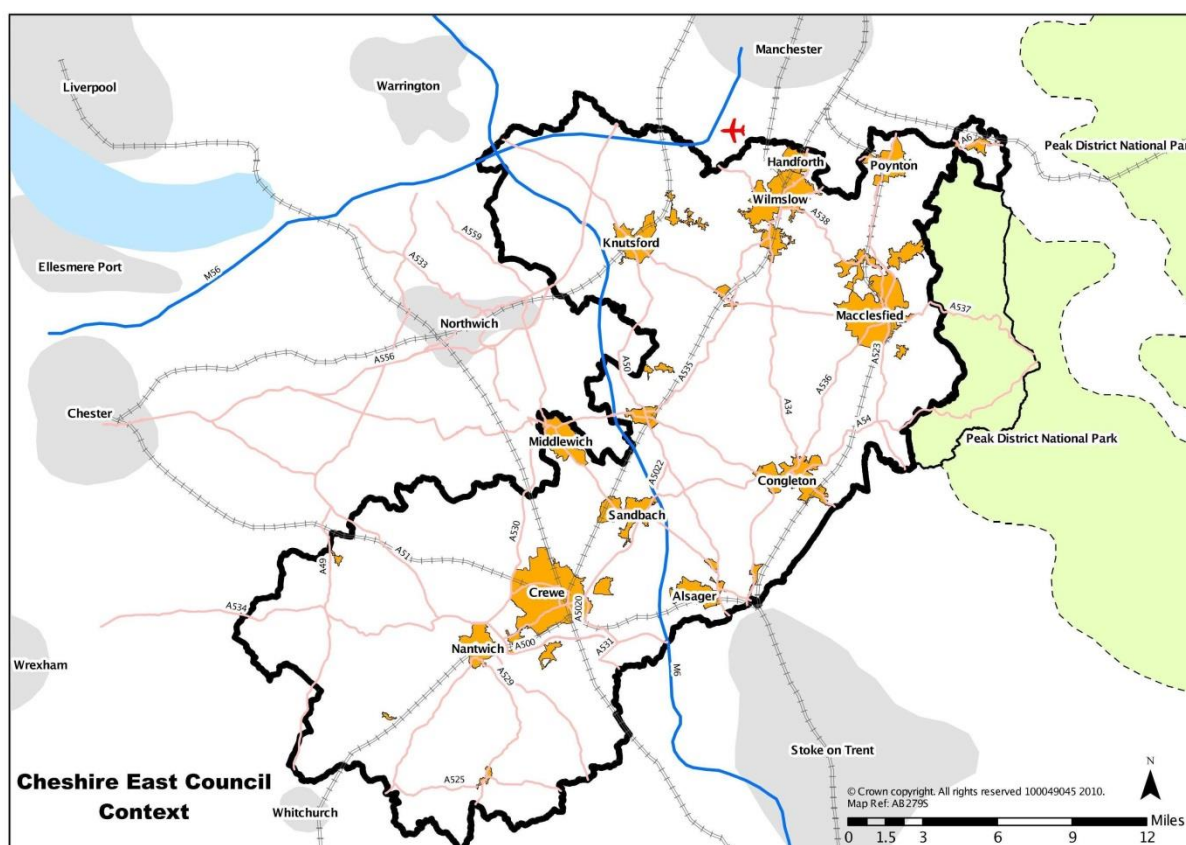 Manchester
Liverpool
Warrington
A6
Peak District National Par
Handforth
Poynton
Wilmslow
A538
A559
Knutsford
A533
Ellesmere Port
M56
A537
Macclesfied
Northwich
A556
A50
A535
A523
A536
Chester
A34
A54
Middlewich
Peak District National Park
A5022
Congleton
Sandbach
A530
A51
A49
Crewe
Alsager
A5020
A534
A500
A531
Nantwich
Wrexham
A529
M6
Stoke on Trent
Cheshire East Council
Context
A525
Whitchurch
N
© Crown copyright. All rights reserved 100049045 2010.
Map Ref: AB279S
Miles
0 1.5 3 6 9 12